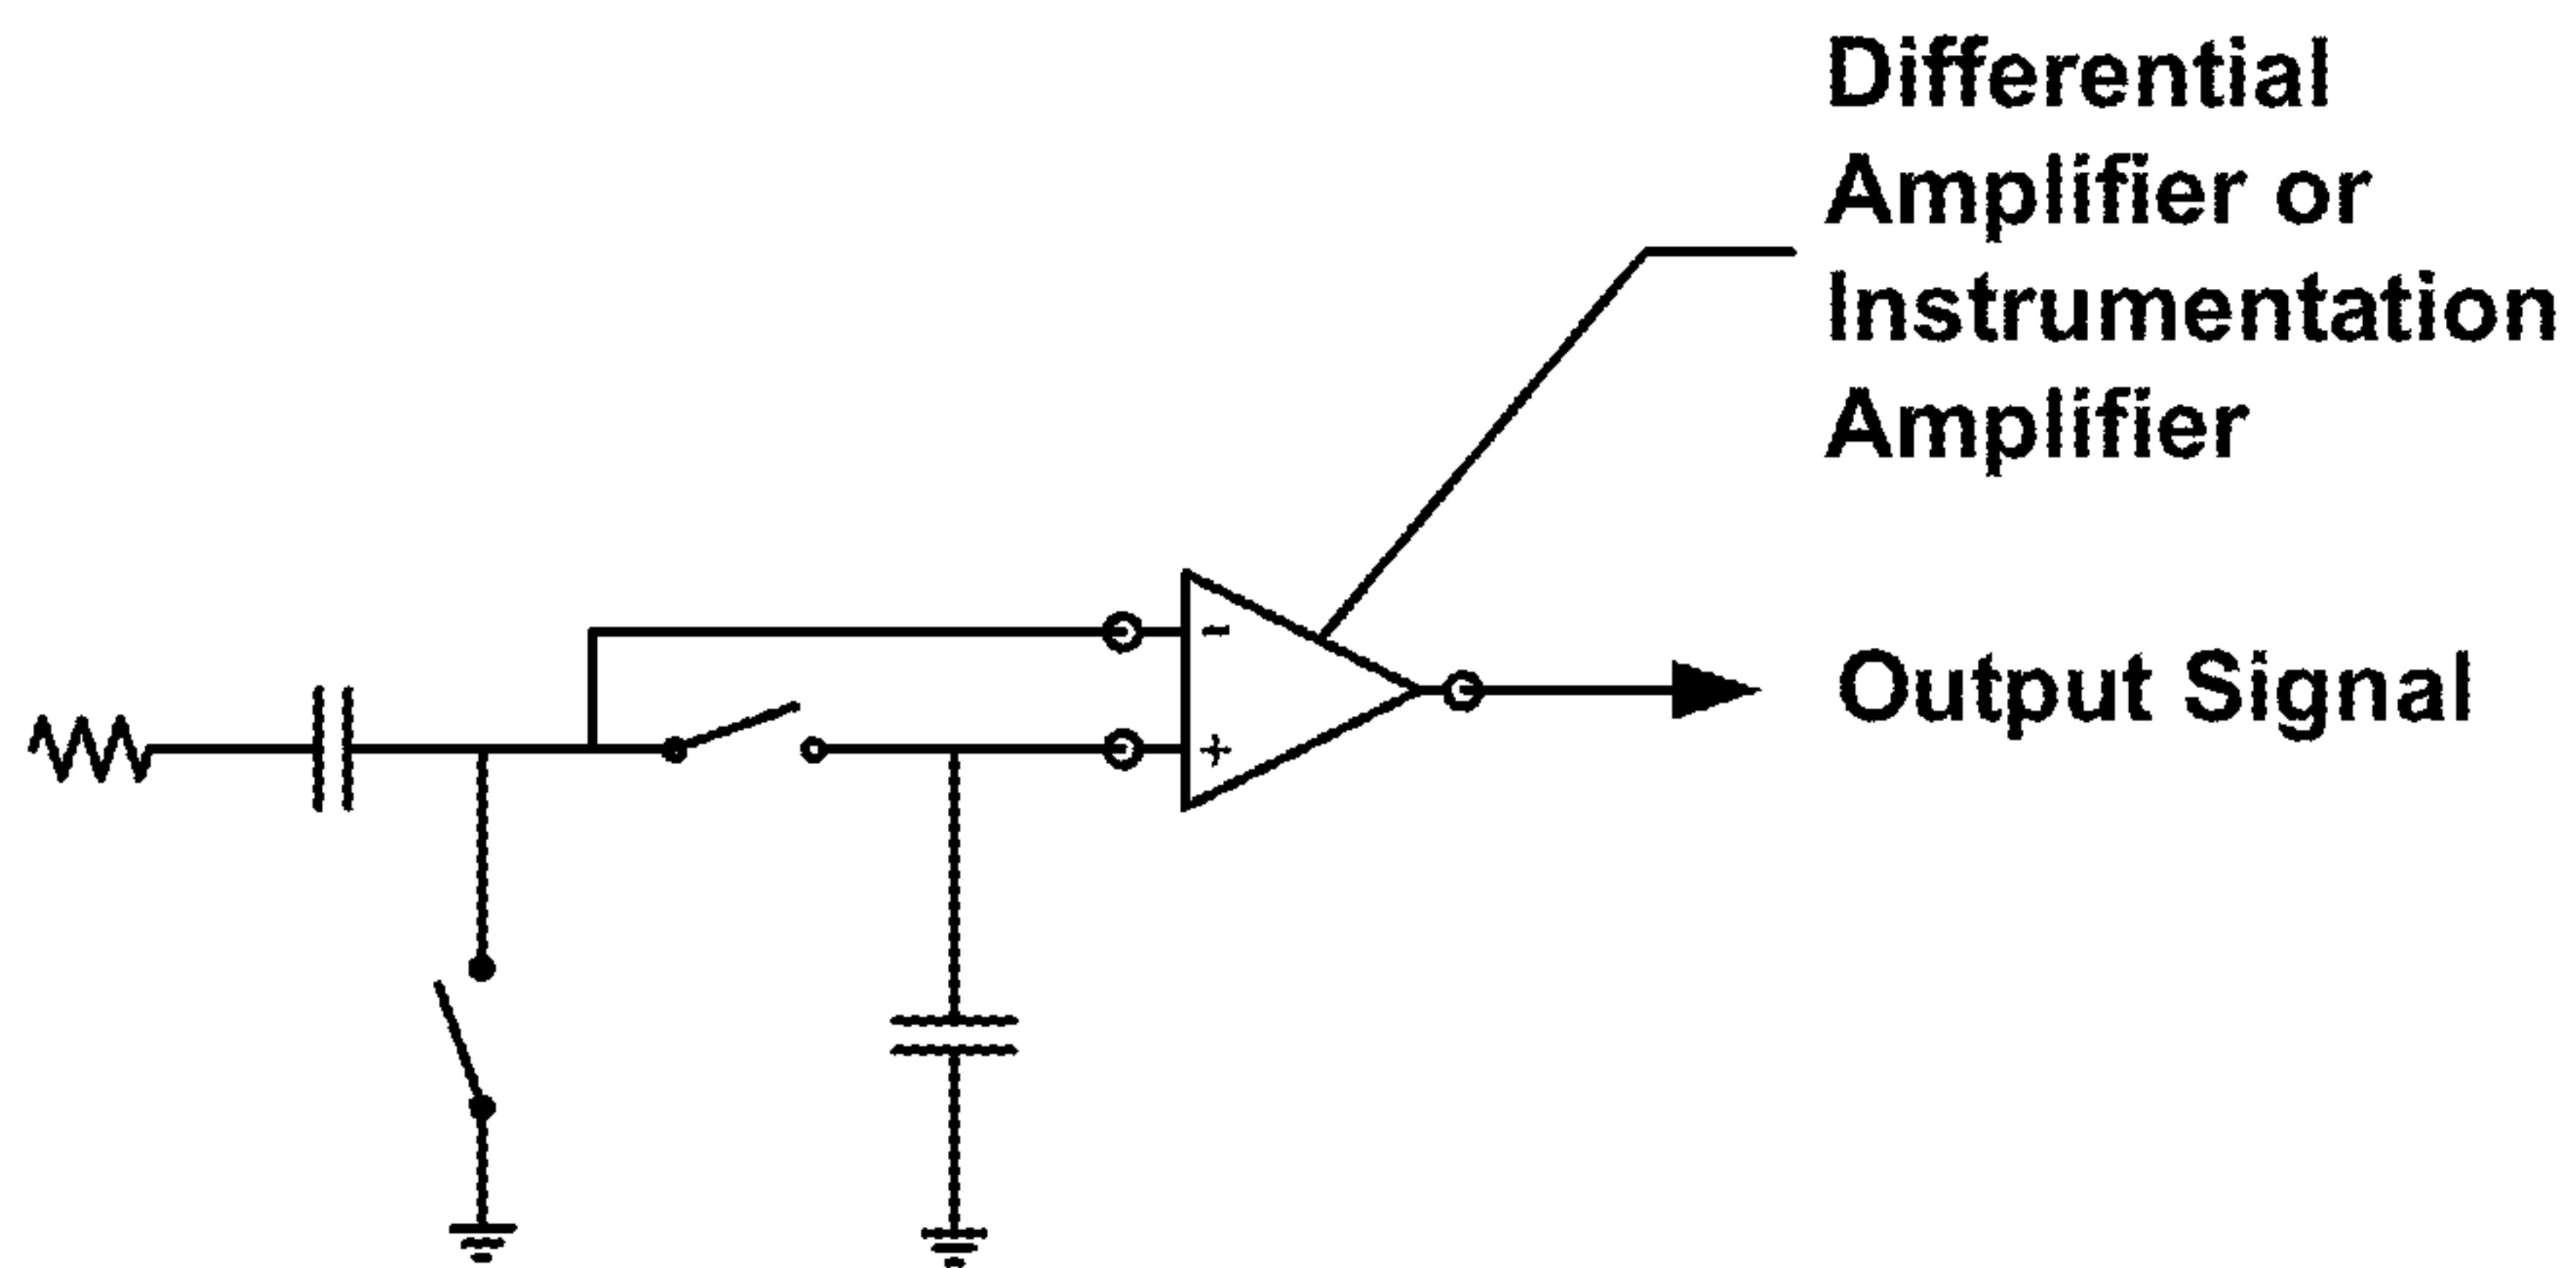 Differential
Amplifier or
Instrumentation
Amplifier
-
+
Output Signal